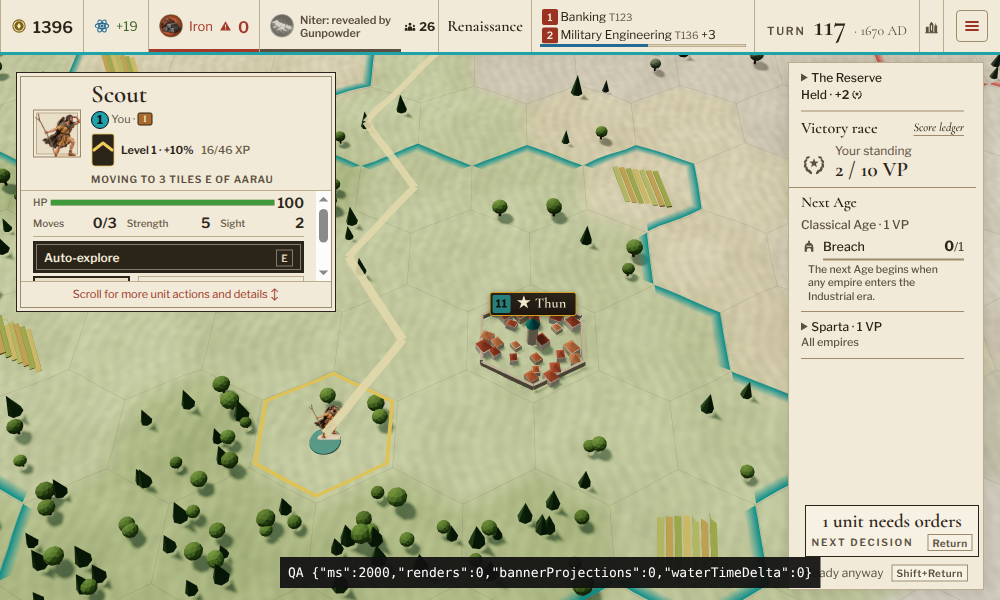 1396
+19
Iron 0
Niter: revealed by
Gunpowder
26
Renaissance
1 Banking T123
2 Military Engineering T136 +3
TURN 117 · 1670 AD
Scout
1 You · I
Level 1 · +10% 16/46 XP
MOVING TO 3 TILES E OF AARAU
HP 100
Moves 0/3 Strength 5 Sight 2
Auto-explore E
Scroll for more unit actions and details
11 ★ Thun
The Reserve
Held · +2
Victory race Score ledger
Your standing
2 / 10 VP
Next Age
Classical Age · 1 VP
Breach 0/1
The next Age begins when
any empire enters the
Industrial era.
Sparta · 1 VP
All empires
1 unit needs orders
NEXT DECISION Return
ady anyway Shift+Return
QA {"ms":2000,"renders":0,"bannerProjections":0,"waterTimeDelta":0}